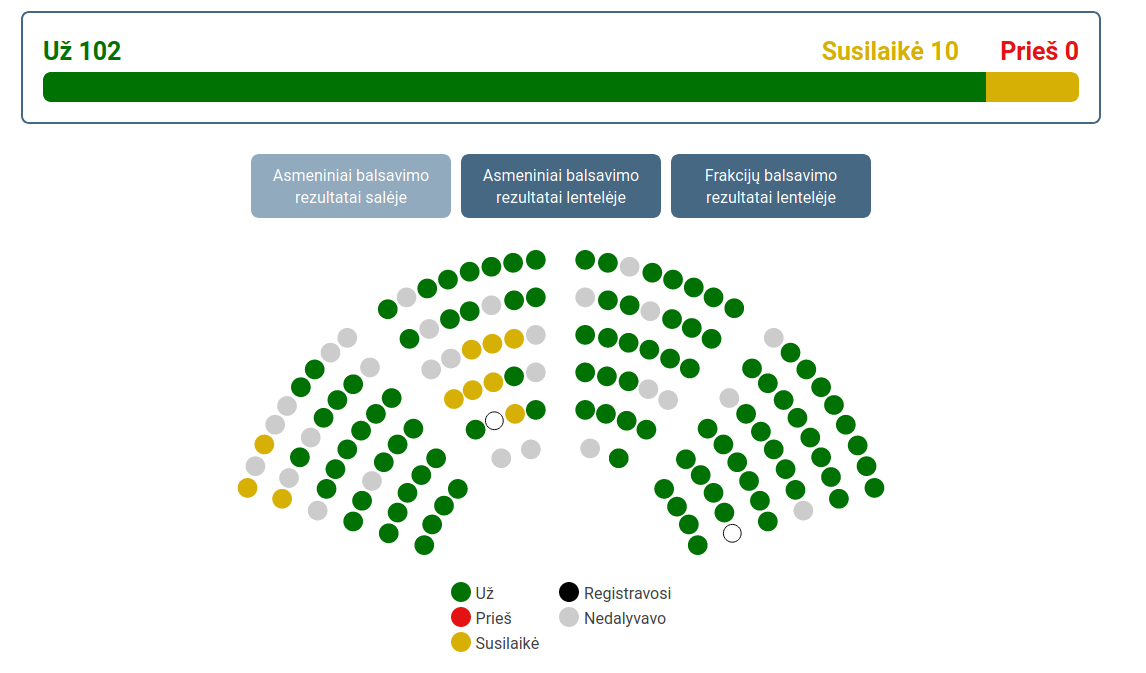 Už 102
Susilaikė 10
Prieš 0
Asmeniniai balsavimo
rezultatai salėje
Asmeniniai balsavimo
rezultatai lentelėje
Frakcijų balsavimo
rezultatai lentelėje
Už
Prieš
Susilaikė
Registravosi
Nedalyvavo